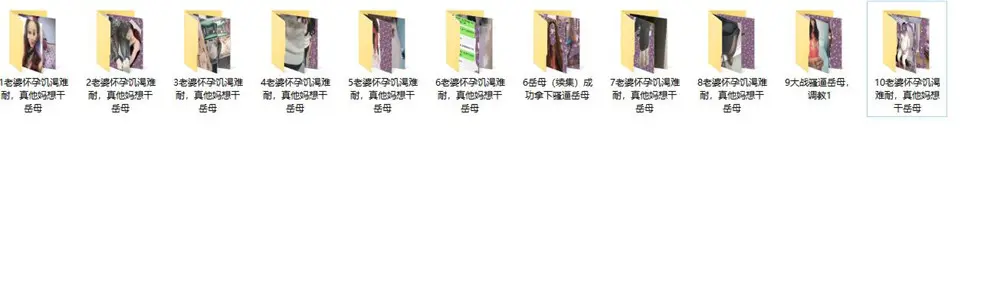 1老婆怀孕饥渴难
耐，真他妈想干
岳母
2老婆怀孕饥渴难
耐，真他妈想干
岳母
3老婆怀孕饥渴难
耐，真他妈想干
岳母
4老婆怀孕饥渴难
耐，真他妈想干
岳母
5老婆怀孕饥渴难
耐，真他妈想干
岳母
6老婆怀孕饥渴难
耐，真他妈想干
岳母
6岳母（续集）成
功拿下骚逼岳母
7老婆怀孕饥渴难
耐，真他妈想干
岳母
8老婆怀孕饥渴难
耐，真他妈想干
岳母
9大战骚逼岳母，
调教1
10老婆怀孕饥渴
难耐，真他妈想
干岳母